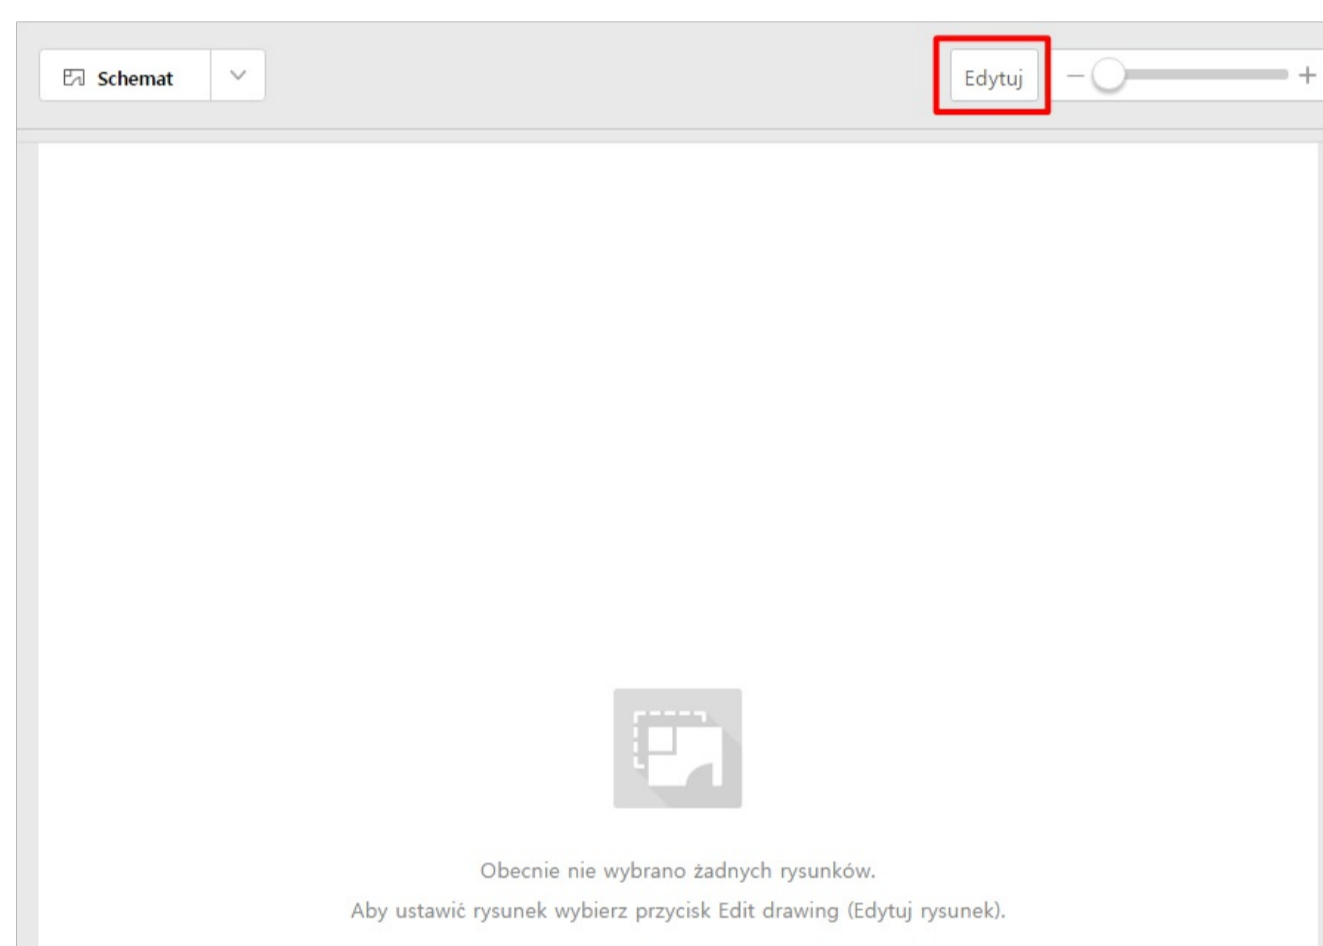 Schemat
Edytuj
Obecnie nie wybrano żadnych rysunków.
Aby ustawić rysunek wybierz przycisk Edit drawing (Edytuj rysunek).